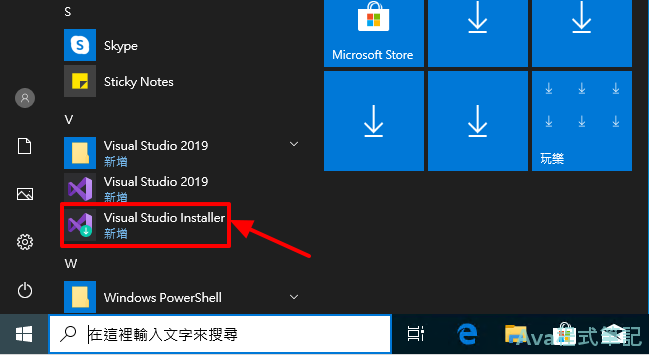 S
Skype
Sticky Notes
V
Visual Studio 2019
新增
Visual Studio 2019
新增
Visual Studio Installer
新增
W
Windows PowerShell
Microsoft Store
玩樂
在這裡輸入文字來搜尋
Ava程式筆記